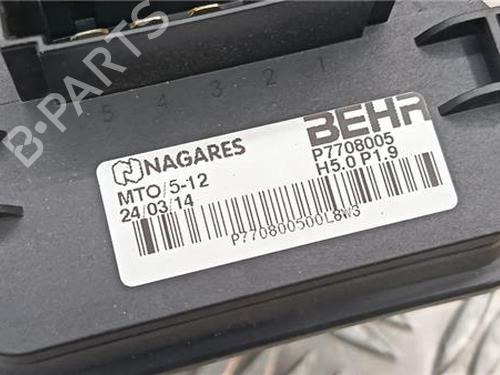 B-PARTS
5 4 3 2 1
NAGARES BEHR
MTO/5-12 P7708005
24/03/14 H5.0 P1.9
P770800500L8W3